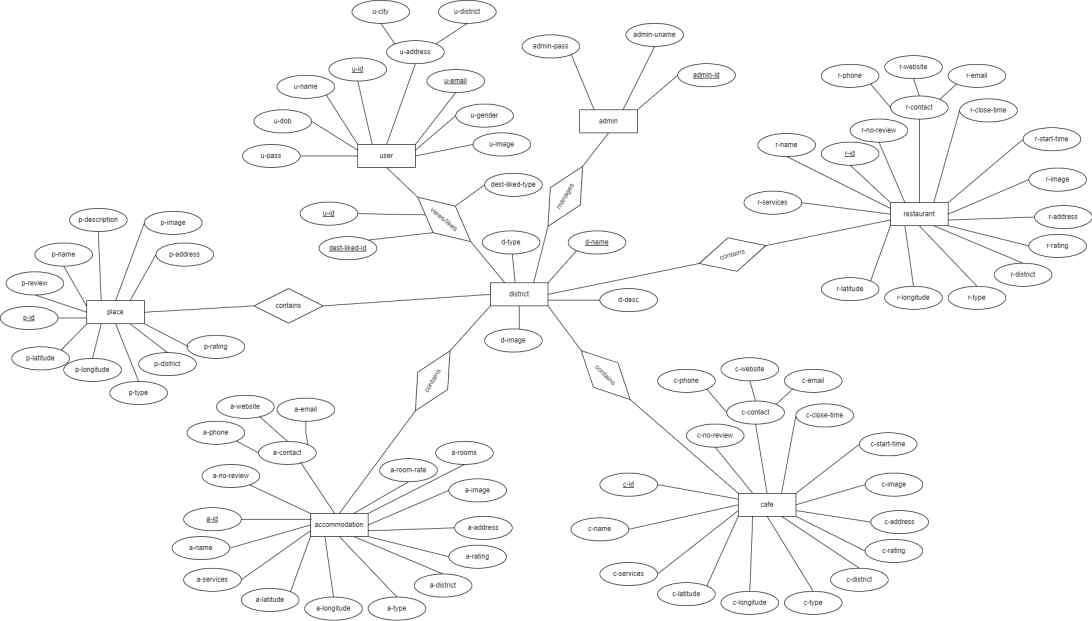 u-city
u-district
u-address
u-id
u-email
u-name
u-gender
u-dob
u-image
u-pass
user
admin-pass
admin-uname
admin-id
admin
dest-liked-type
views/likes
u-id
dest-liked-id
manages
r-website
r-phone
r-email
r-contact
r-close-time
r-no-review
r-name
r-id
r-start-time
r-image
r-services
restaurant
r-address
r-rating
r-district
r-latitude
r-longitude
r-type
contains
d-type
d-name
district
d-desc
d-image
p-description
p-image
p-name
p-address
p-review
place
p-id
p-rating
p-latitude
p-longitude
p-district
p-type
contains
contains
contains
a-website
a-email
a-phone
a-contact
a-rooms
a-no-review
a-room-rate
a-image
a-id
accommodation
a-address
a-name
a-rating
a-services
a-district
a-latitude
a-longitude
a-type
c-website
c-phone
c-email
c-contact
c-close-time
c-no-review
c-start-time
c-id
c-image
cafe
c-name
c-address
c-rating
c-services
c-district
c-latitude
c-longitude
c-type